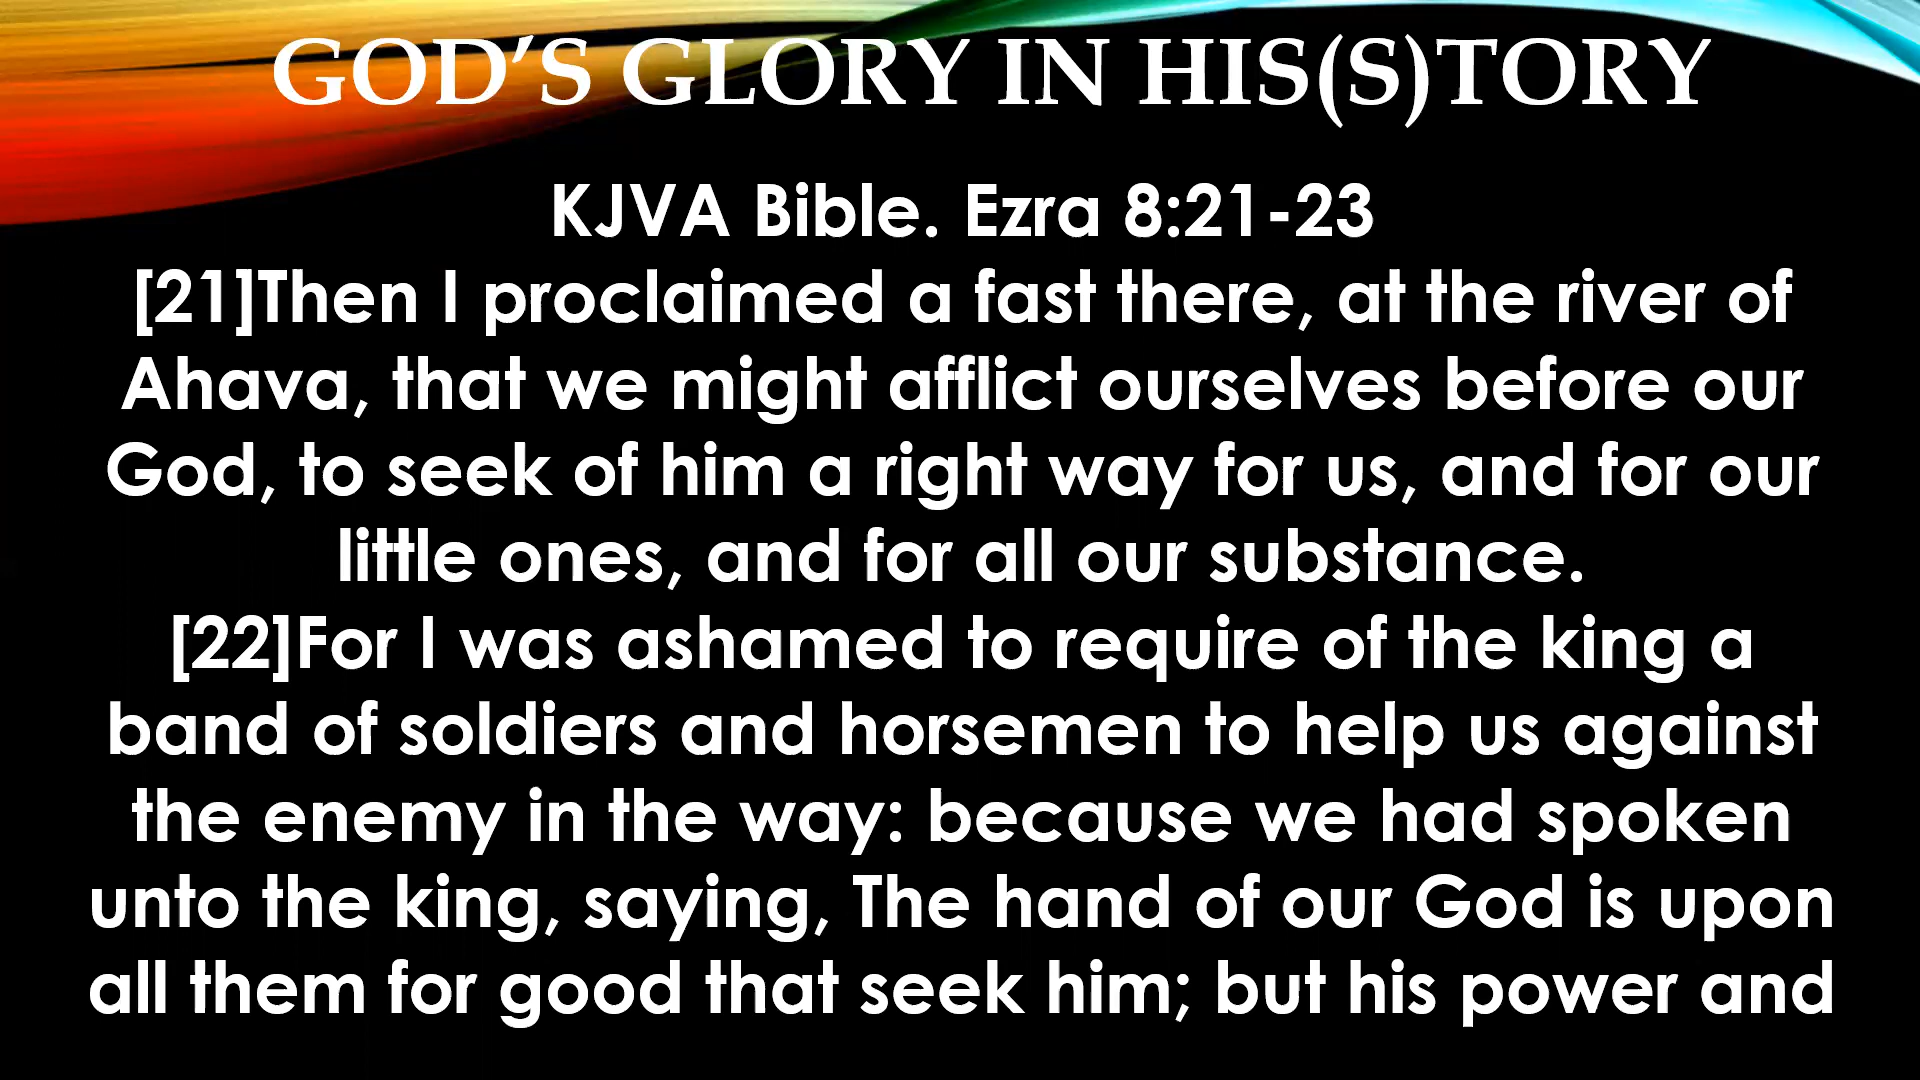 GOD’S GLORY IN HIS(S)TORY
KJVA Bible. Ezra 8:21-23
[21]Then I proclaimed a fast there, at the river of
Ahava, that we might afflict ourselves before our
God, to seek of him a right way for us, and for our
little ones, and for all our substance.
[22]For I was ashamed to require of the king a
band of soldiers and horsemen to help us against
the enemy in the way: because we had spoken
unto the king, saying, The hand of our God is upon
all them for good that seek him; but his power and